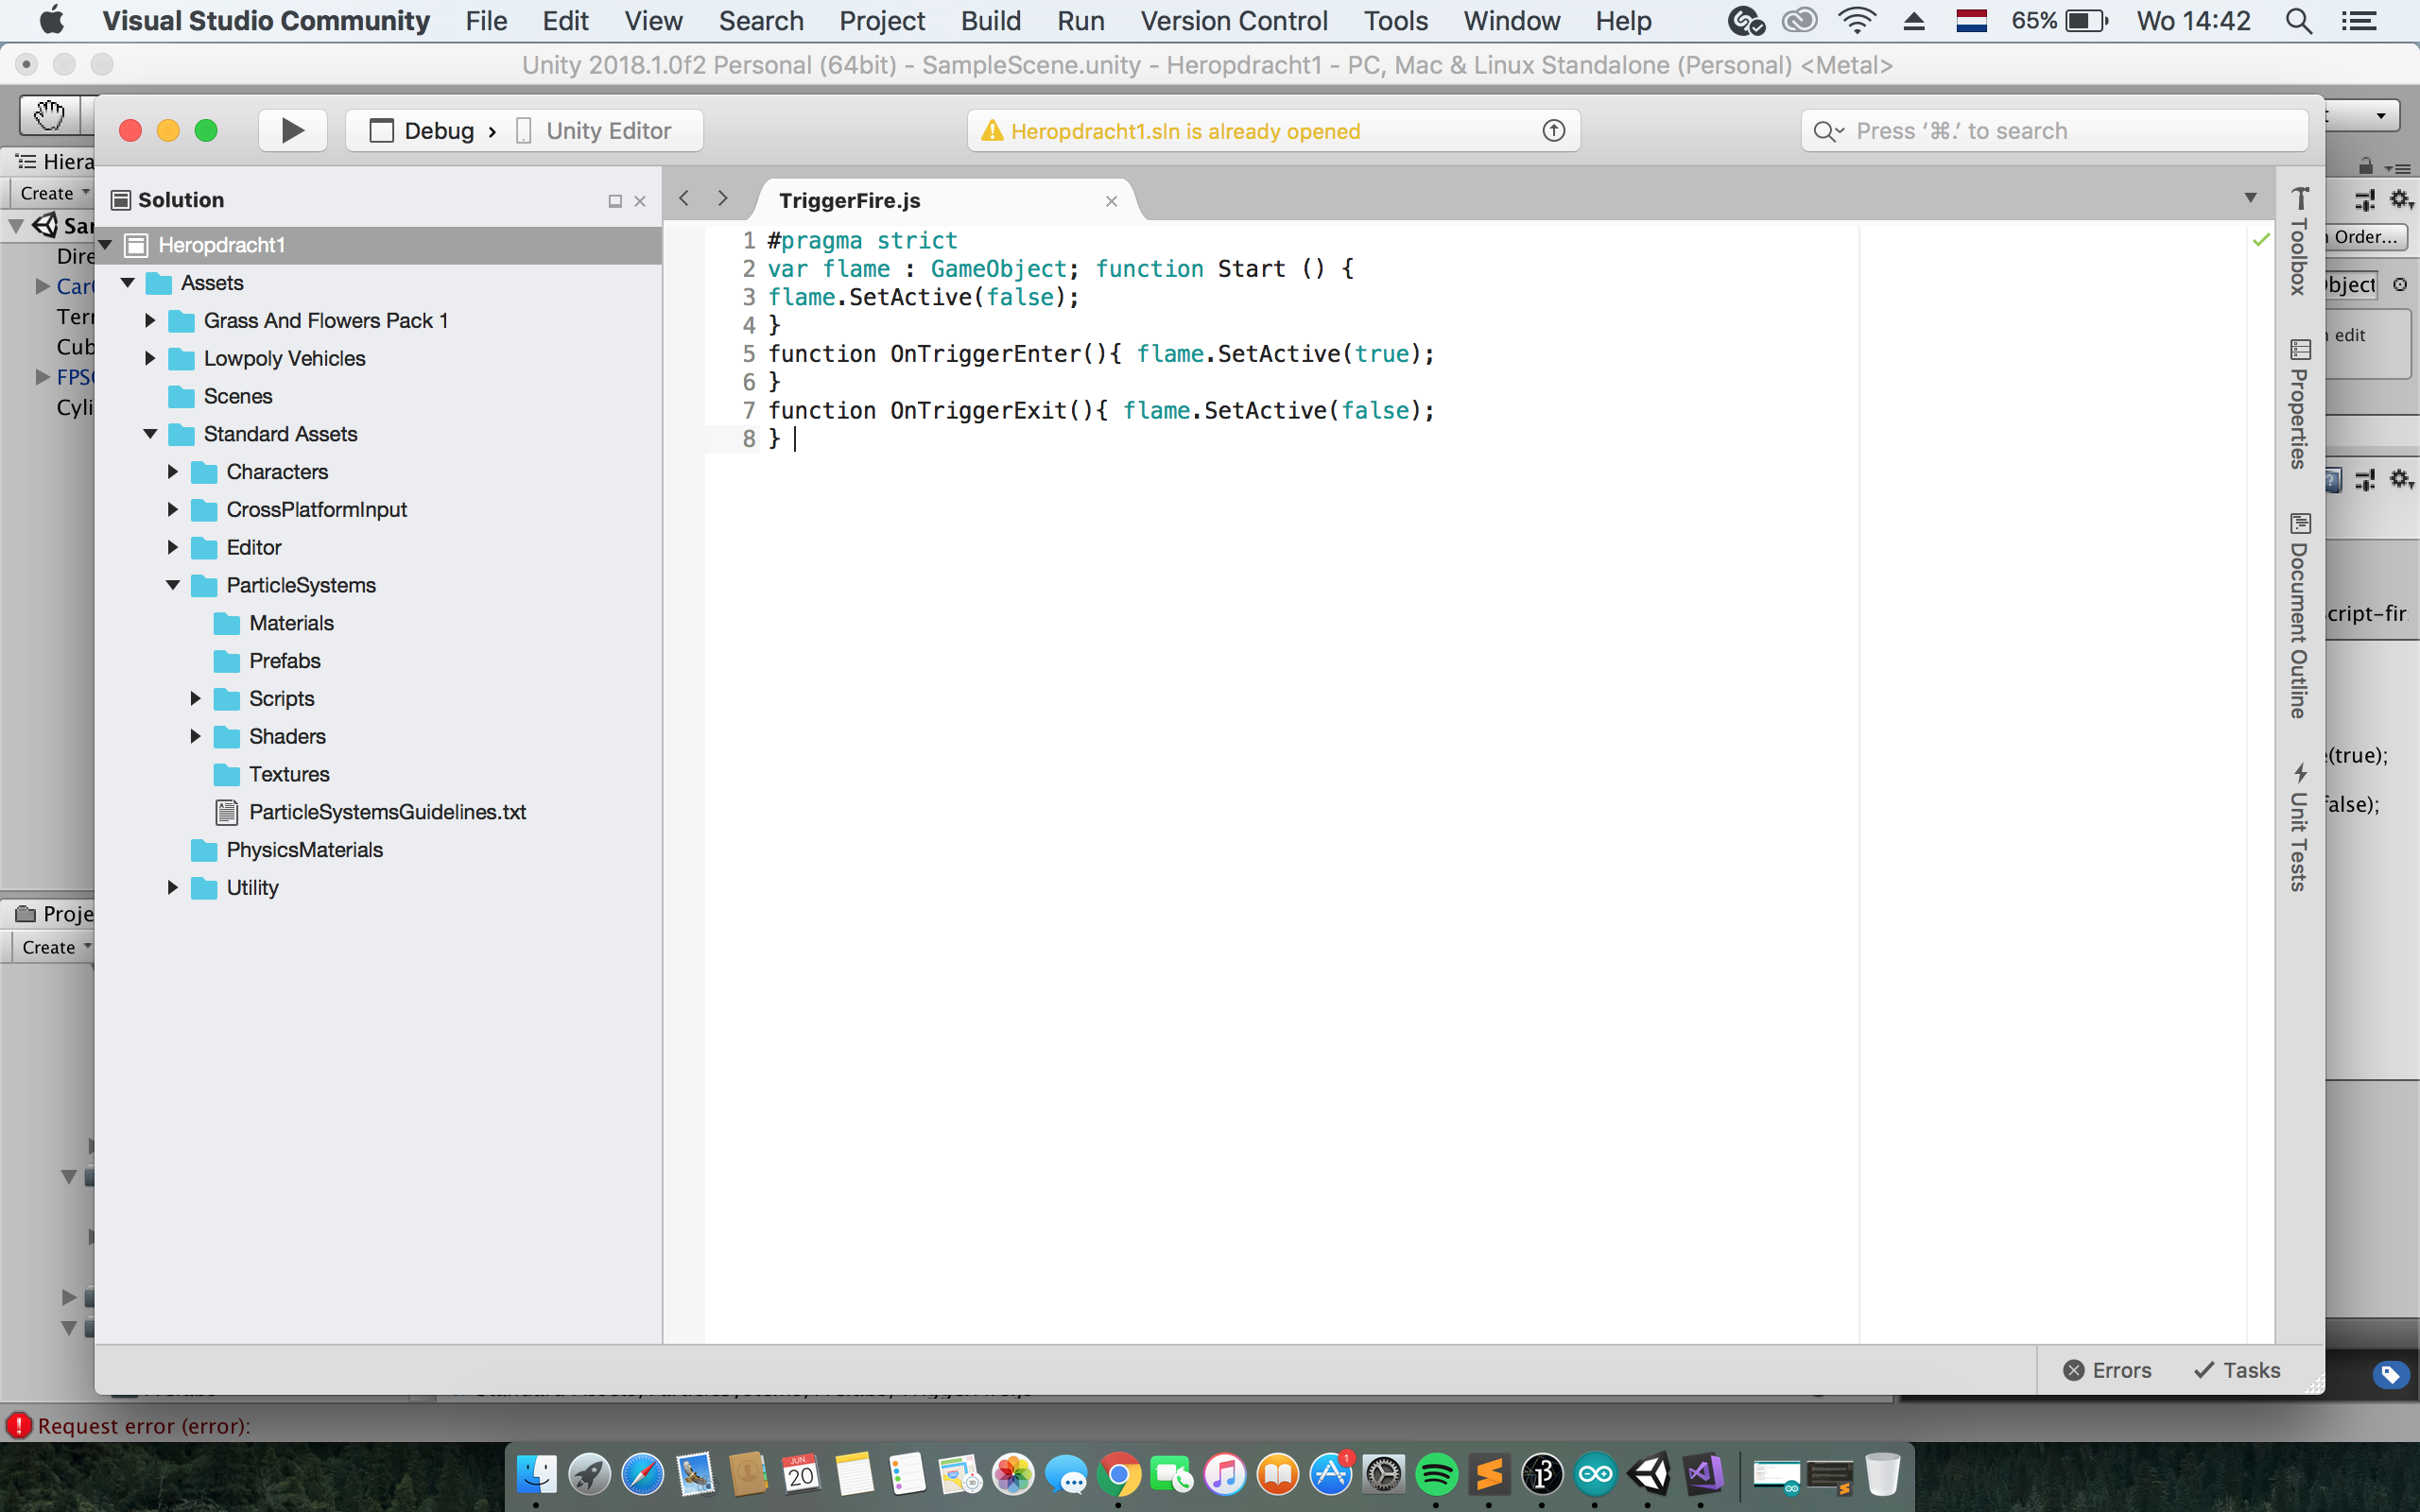 Visual Studio Community File Edit View Search Project Build Run Version Control Tools Window Help 65% Wo 14:42
Unity 2018.1.0f2 Personal (64bit) - SampleScene.unity - Heropdracht1 - PC, Mac & Linux Standalone (Personal) <Metal>
Debug › Unity Editor
Heropdracht1.sln is already opened
Press ‘⌘.’ to search
Hiera
Create
Sar
Dire
Car
Terr
Cub
FPS
Cyli
Proje
Create
Solution
Heropdracht1
Assets
Grass And Flowers Pack 1
Lowpoly Vehicles
Scenes
Standard Assets
Characters
CrossPlatformInput
Editor
ParticleSystems
Materials
Prefabs
Scripts
Shaders
Textures
ParticleSystemsGuidelines.txt
PhysicsMaterials
Utility
TriggerFire.js
1 #pragma strict
2 var flame : GameObject; function Start () {
3 flame.SetActive(false);
4 }
5 function OnTriggerEnter(){ flame.SetActive(true);
6 }
7 function OnTriggerExit(){ flame.SetActive(false);
8 }
Toolbox
Properties
Document Outline
Unit Tests
Order...
bject
edit
cript-fir
(true);
alse);
Errors Tasks
Request error (error):
JUN.
20
1